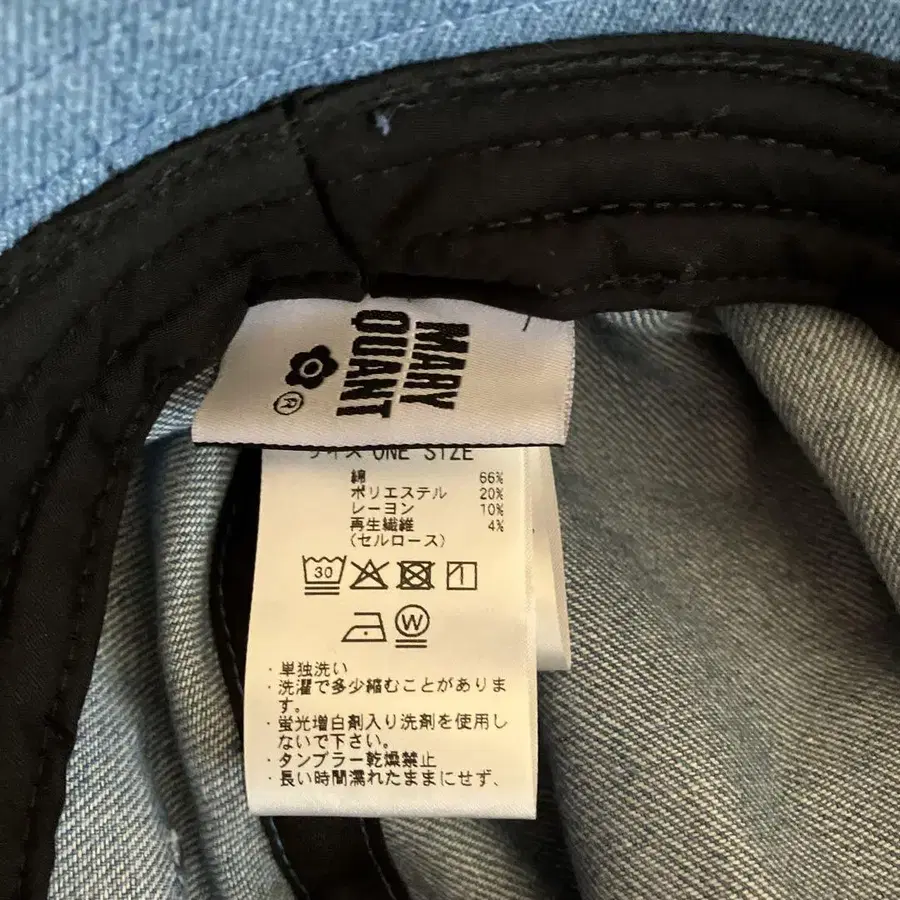 MARY
QUANT
®
サイズ ONE SIZE
綿 66%
ポリエステル 20%
レーヨン 10%
再生繊維 4%
(セルロース)
30
W
・単独洗い
・洗濯で多少縮むことがありま
す。
・蛍光増白剤入り洗剤を使用し
ないで下さい。
・タンブラー乾燥禁止
・長い時間濡れたままにせず、